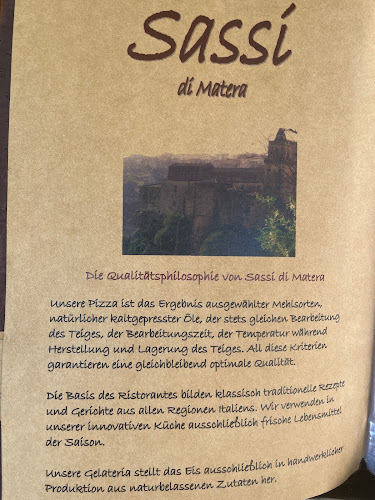 Sassi
di Matera
Die Qualitätsphilosophie von Sassi di Matera
Unsere Pizza ist das Ergebnis ausgewählter Mehlsorten,
natürlicher kaltgepresster Öle, der stets gleichen Bearbeitung
des Teiges, der Bearbeitungszeit, der Temperatur während
Herstellung und Lagerung des Teiges. All diese Kriterien
garantieren eine gleichbleibend optimale Qualität.
Die Basis des Ristorantes bilden klassisch traditionelle Rezepte
und Gerichte aus allen Regionen Italiens. Wir verwenden in
unserer innovativen Küche ausschließlich frische Lebensmittel
der Saison.
Unsere Gelateria stellt das Eis ausschließlich in handwerklicher
Produktion aus naturbelassenen Zutaten her.